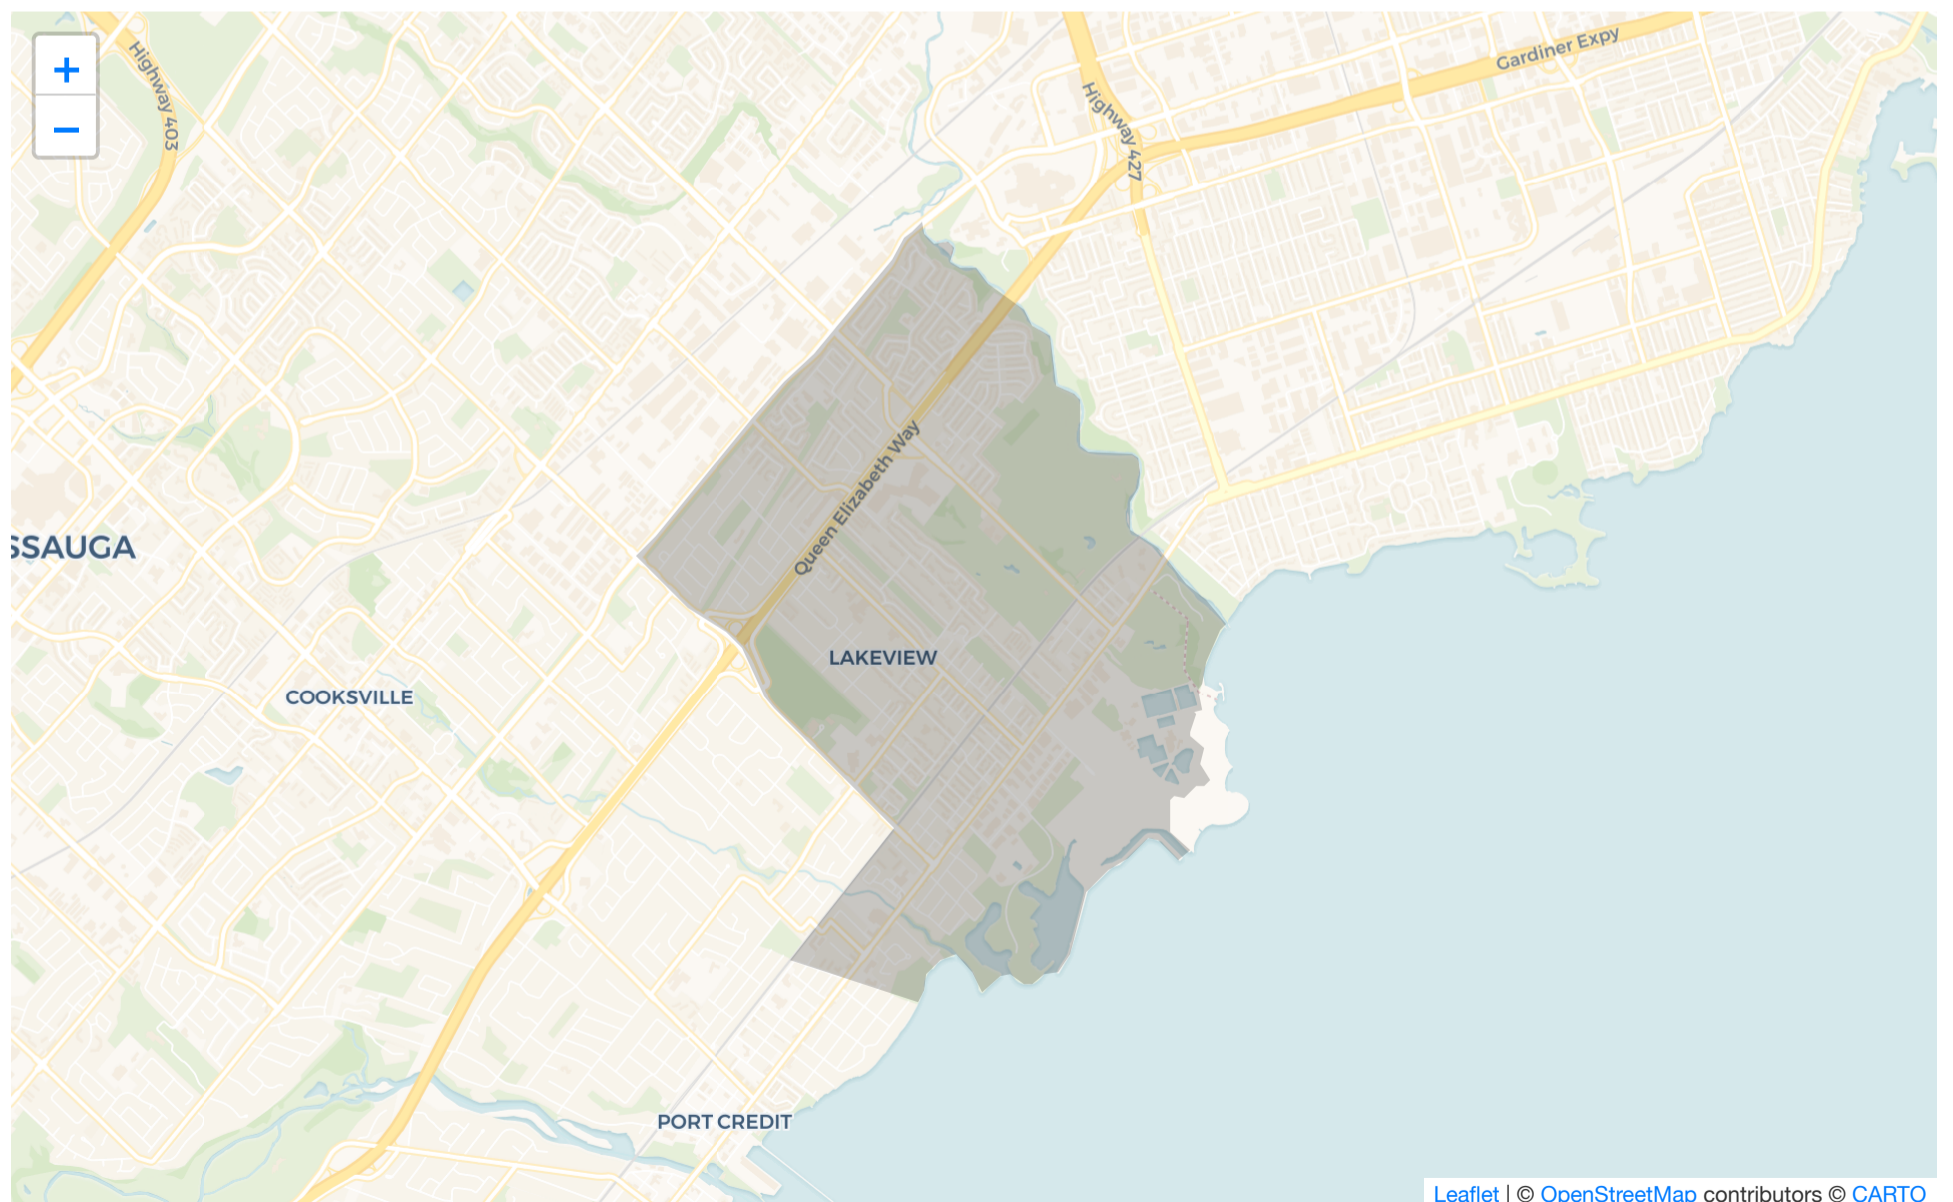 +
−
Highway 403
Highway 427
Gardiner Expy
Queen Elizabeth Way
SSAUGA
LAKEVIEW
COOKSVILLE
PORT CREDIT
Leaflet | © OpenStreetMap contributors © CARTO